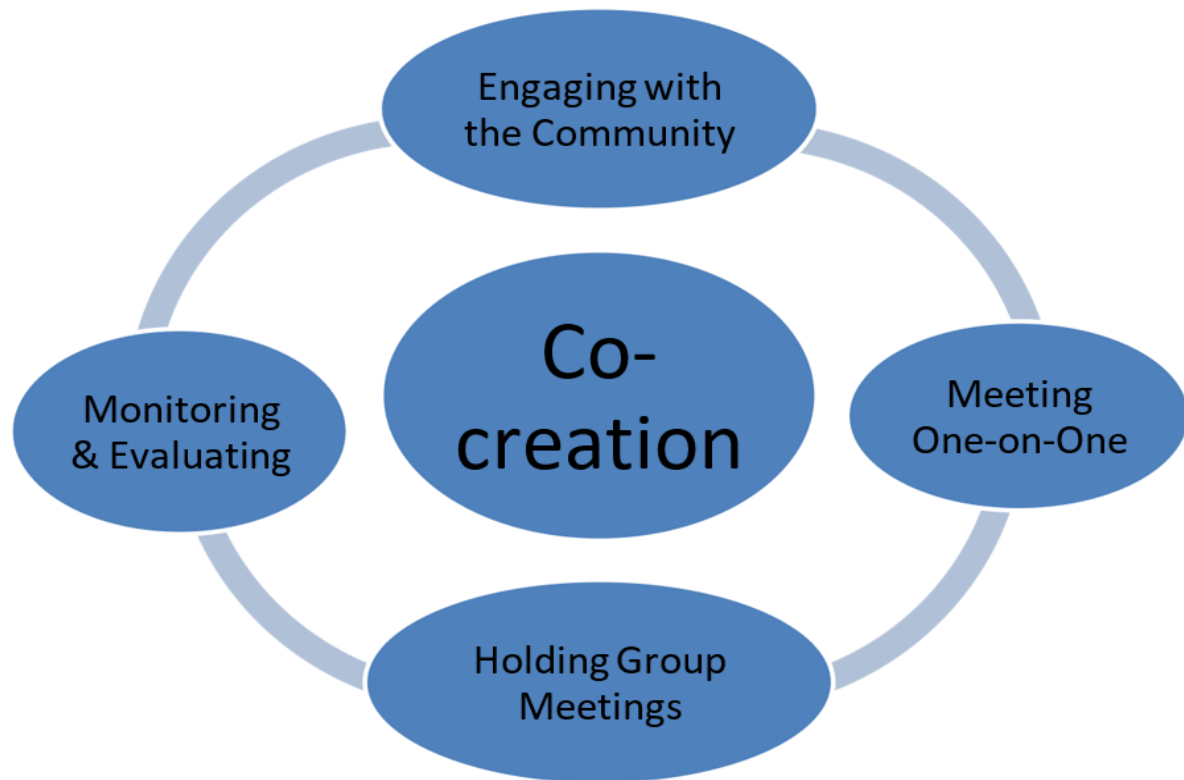 Engaging with
the Community
Co-
creation
Monitoring
& Evaluating
Meeting
One-on-One
Holding Group
Meetings